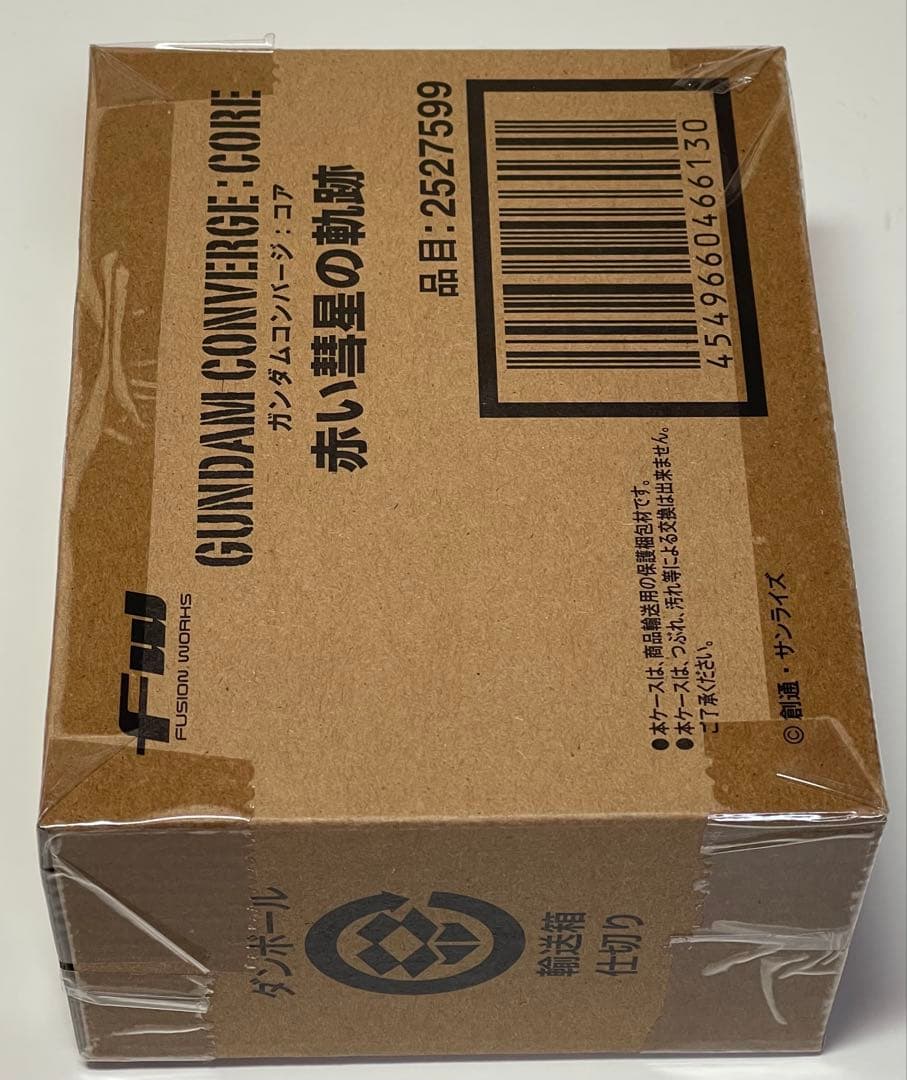 FW
FUSION WORKS
GUNDAM CONVERGE:CORE
ガンダムコンバージ：コア
赤い彗星の軌跡
品目：2527599
4549660466130
●本ケースは、商品輸送用の保護梱包材です。
●本ケースは、つぶれ、汚れ等による交換は出来ません。
ご了承ください。
© 創通・サンライズ
ダンボール
輸送箱
仕切り